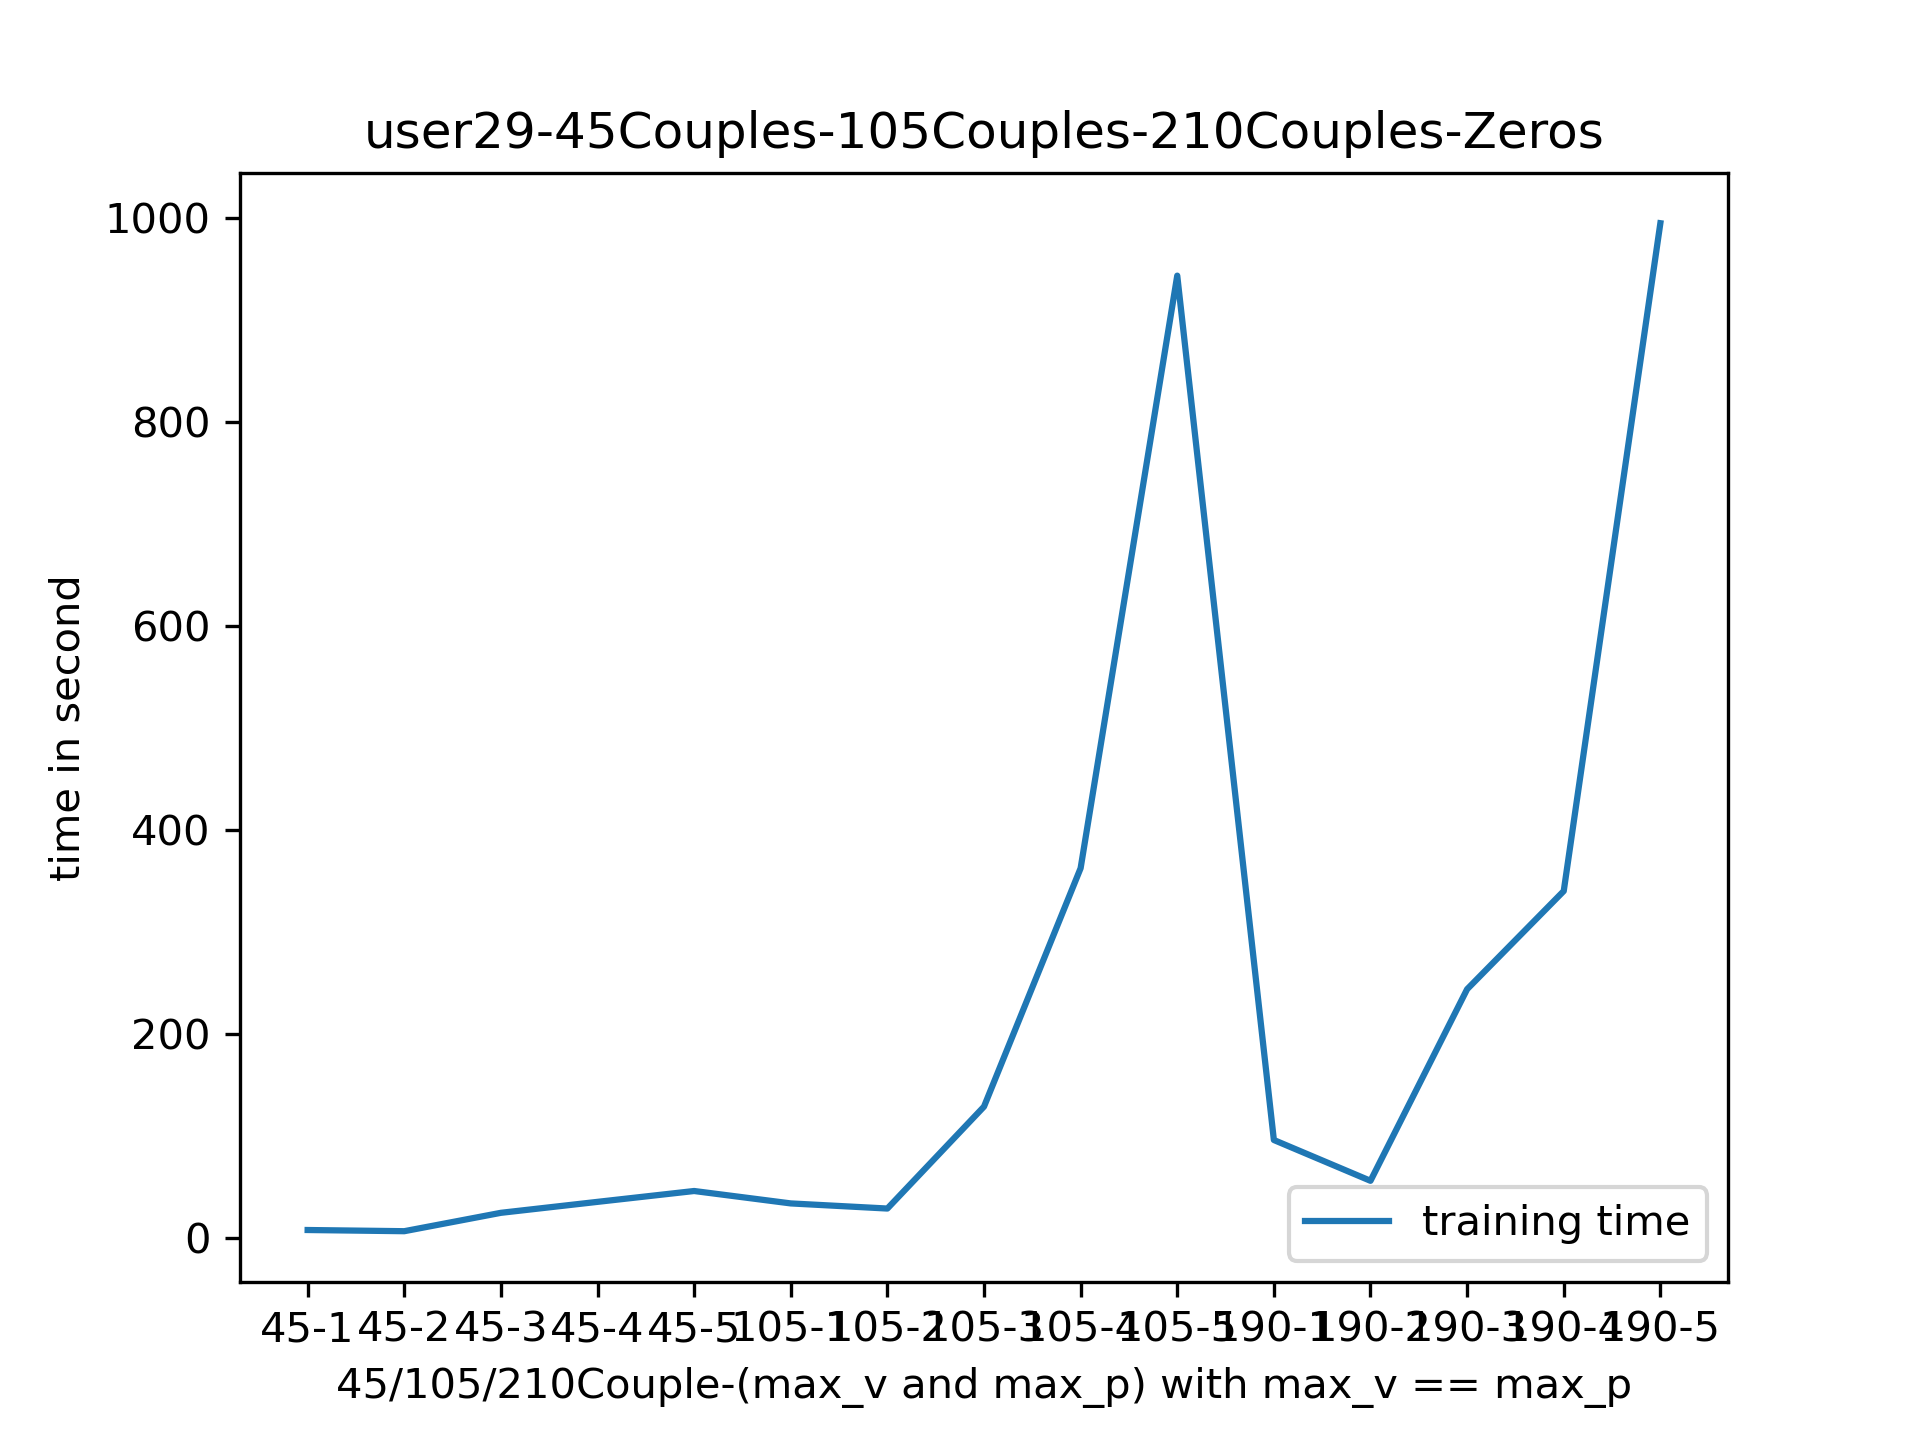 user29-45Couples-105Couples-210Couples-Zeros
1000
800
600
400
200
0
time in second
training time
45-1 45-2 45-3 45-4 45-5 105-1 105-2 105-3 105-4 105-5 190-1 190-2 190-3 190-4 190-5
45/105/210Couple-(max_v and max_p) with max_v == max_p